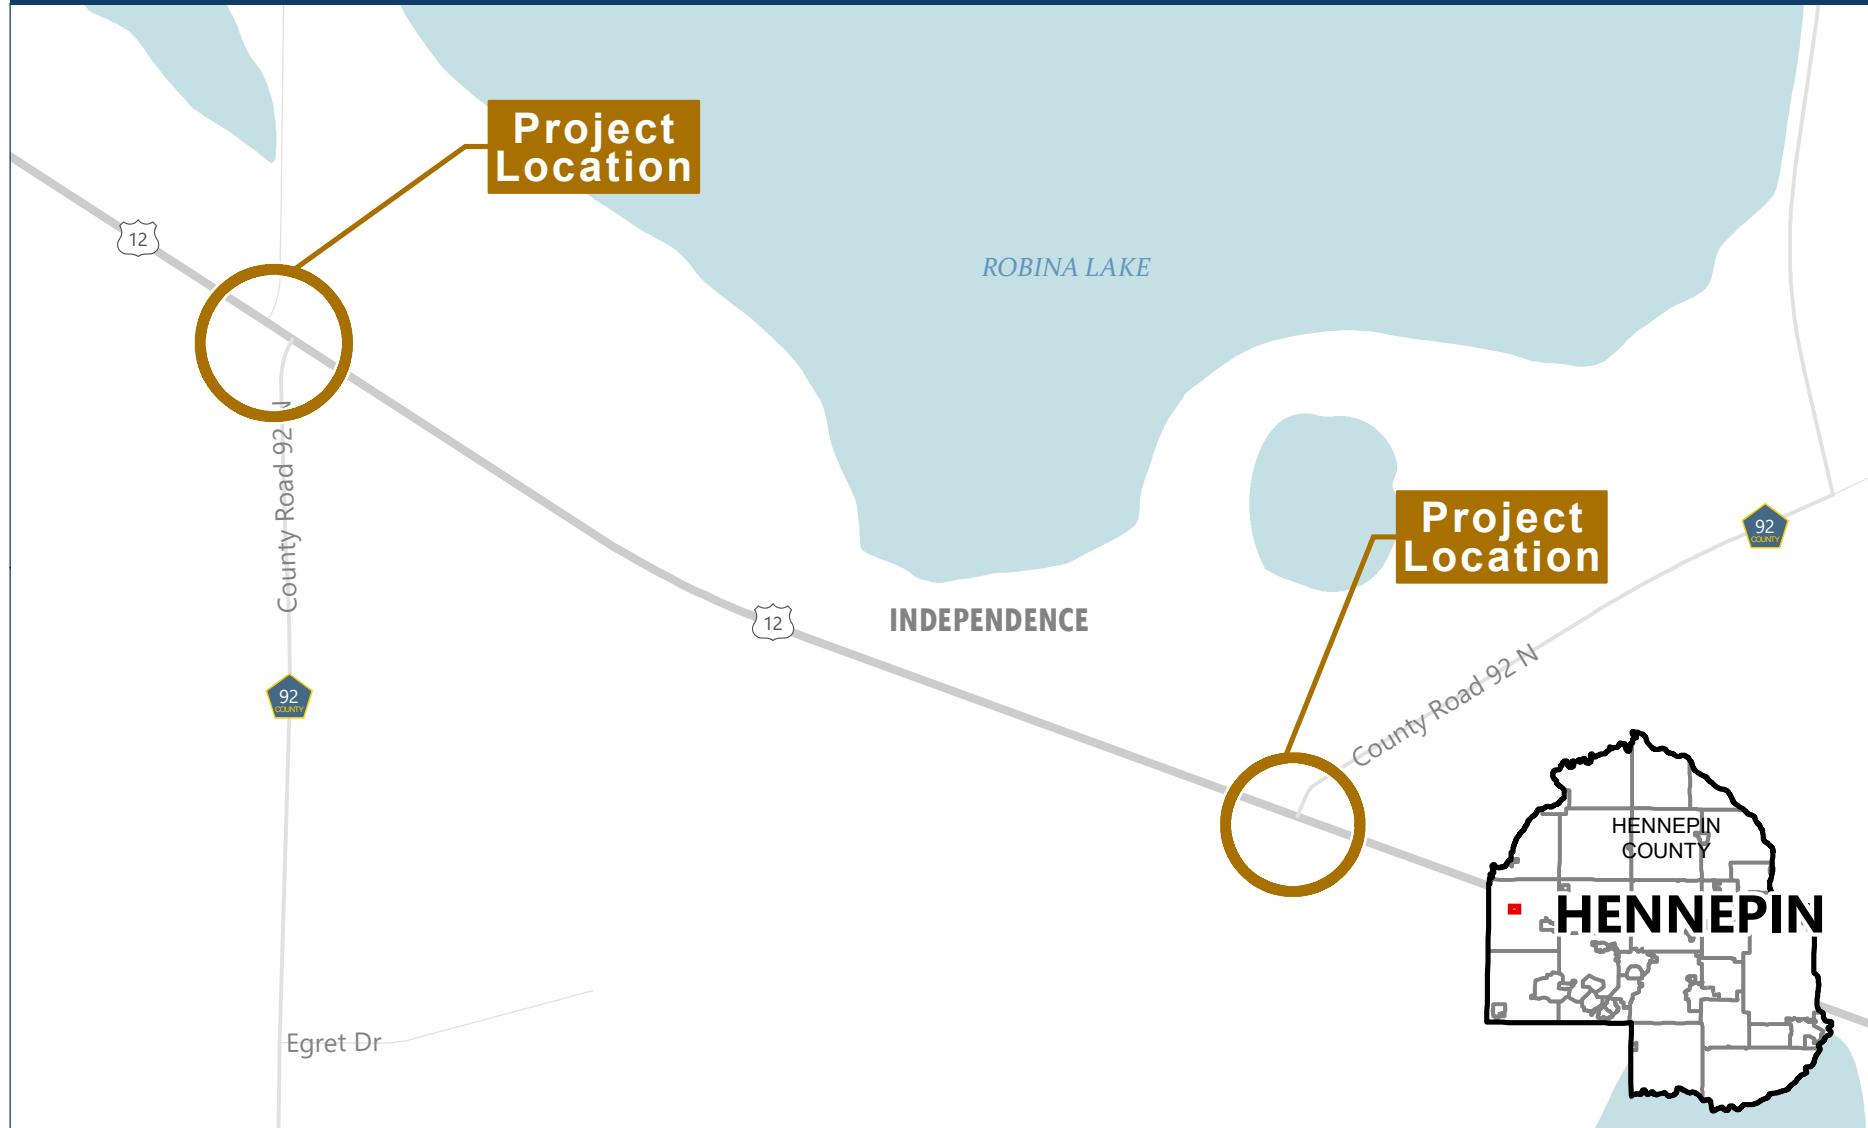 Project
Location
12
ROBINA LAKE
County Road 92 N
Project
Location
92
COUNTY
12
INDEPENDENCE
County Road 92 N
92
COUNTY
HENNEPIN
COUNTY
HENNEPIN
Egret Dr